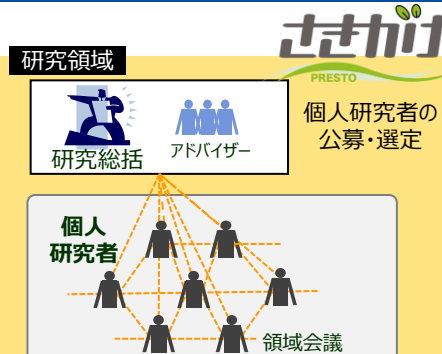 さきがけ
PRESTO
研究領域
個人研究者の
公募・選定
研究総括
アドバイザー
個人
研究者
領域会議